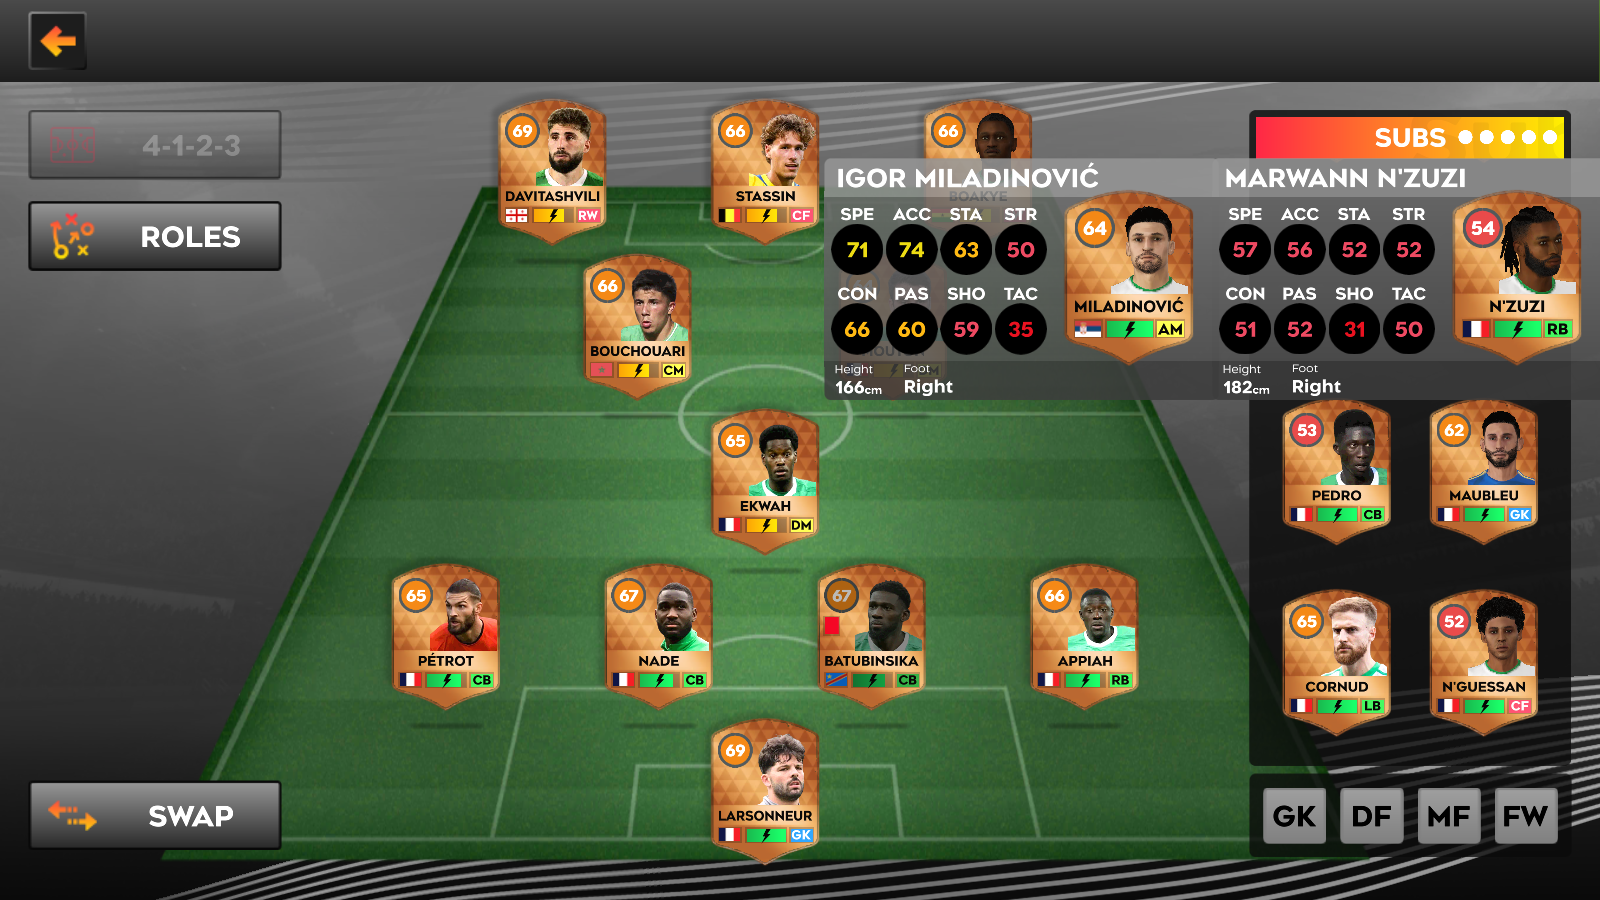 4-1-2-3
ROLES
SWAP
69
DAVITASHVILI
RW
66
STASSIN
CF
66
BOAKYE
66
BOUCHOUARI
CM
65
EKWAH
DM
65
PÉTROT
CB
67
NADE
CB
67
BATUBINSIKA
CB
66
APPIAH
RB
69
LARSONNEUR
GK
SUBS
IGOR MILADINOVIĆ
SPE ACC STA STR
71 74 63 50
CON PAS SHO TAC
66 60 59 35
Height Foot
166cm Right
64
MILADINOVIĆ
AM
MARWANN N'ZUZI
SPE ACC STA STR
57 56 52 52
CON PAS SHO TAC
51 52 31 50
Height Foot
182cm Right
54
N'ZUZI
RB
53
PEDRO
CB
62
MAUBLEU
GK
65
CORNUD
LB
52
N'GUESSAN
CF
GK DF MF FW